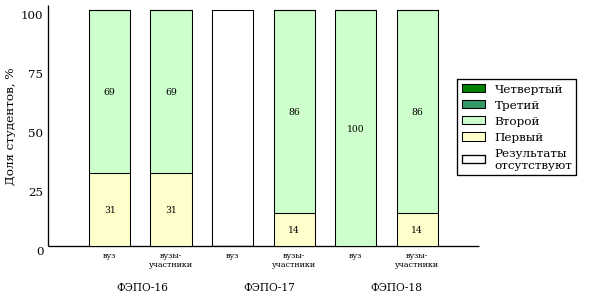 Доля студентов, %
100
75
50
25
0
69
69
86
100
86
31
31
14
14
вуз
вузы-
участники
вуз
вузы-
участники
вуз
вузы-
участники
ФЭПО-16
ФЭПО-17
ФЭПО-18
Четвертый
Третий
Второй
Первый
Результаты
отсутствуют